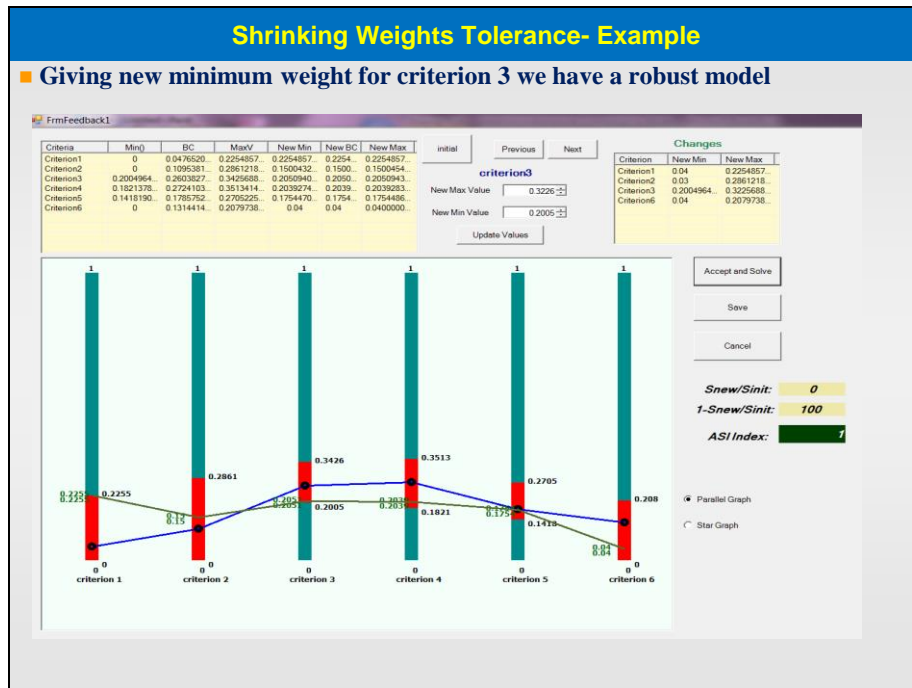 Shrinking Weights Tolerance- Example
Giving new minimum weight for criterion 3 we have a robust model
FrmFeedback1
Criteria Min() BC MaxV New Min New BC New Max
Criterion1 0 0.0476520... 0.2254857... 0.2254857... 0.2254... 0.2254857...
Criterion2 0 0.1095381... 0.2861218... 0.1500432... 0.1500... 0.1500454...
Criterion3 0.2004964... 0.2603827... 0.3425688... 0.2050940... 0.2050... 0.2050943...
Criterion4 0.1821378... 0.2724103... 0.3513414... 0.2039274... 0.2039... 0.2039283...
Criterion5 0.1418190... 0.1785752... 0.2705225... 0.1754470... 0.1754... 0.1754486...
Criterion6 0 0.1314414... 0.2079738... 0.04 0.04 0.0400000...
initial Previous Next
criterion3
New Max Value 0.3226
New Min Value 0.2005
Update Values
Changes
Criterion New Min New Max
Criterion1 0.04 0.2254857...
Criterion2 0.03 0.2861218...
Criterion3 0.2004964... 0.3225688...
Criterion6 0.04 0.2079738...
1 1 1 1 1 1
0.3426
0.3513
0.2861
0.2705
0.2255
0.2255
0.208
0.2005
0.1821
0.15
0.1418
0.04
0.04
0 0 0
0 0 0 0 0 0
criterion 1 criterion 2 criterion 3 criterion 4 criterion 5 criterion 6
Accept and Solve
Save
Cancel
Snew/Sinit: 0
1-Snew/Sinit: 100
ASI Index: 1
Parallel Graph
Star Graph